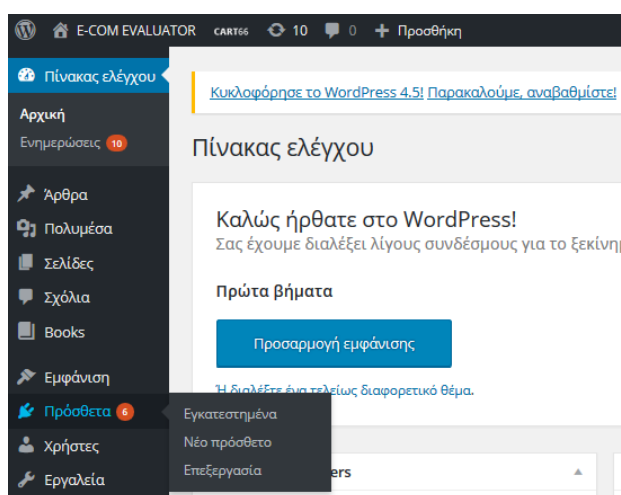 E-COM EVALUATOR CART66 10 0 + Προσθήκη
Πίνακας ελέγχου
Αρχική
Ενημερώσεις 10
Άρθρα
Πολυμέσα
Σελίδες
Σχόλια
Books
Εμφάνιση
Πρόσθετα 6
Χρήστες
Εργαλεία
Εγκατεστημένα
Νέο πρόσθετο
Επεξεργασία
Κυκλοφόρησε το WordPress 4.5! Παρακαλούμε, αναβαθμίστε!
Πίνακας ελέγχου
Καλώς ήρθατε στο WordPress!
Σας έχουμε διαλέξει λίγους συνδέσμους για το ξεκίνη
Πρώτα βήματα
Προσαρμογή εμφάνισης
Ή διαλέξτε ένα τελείως διαφορετικό θέμα.
ers